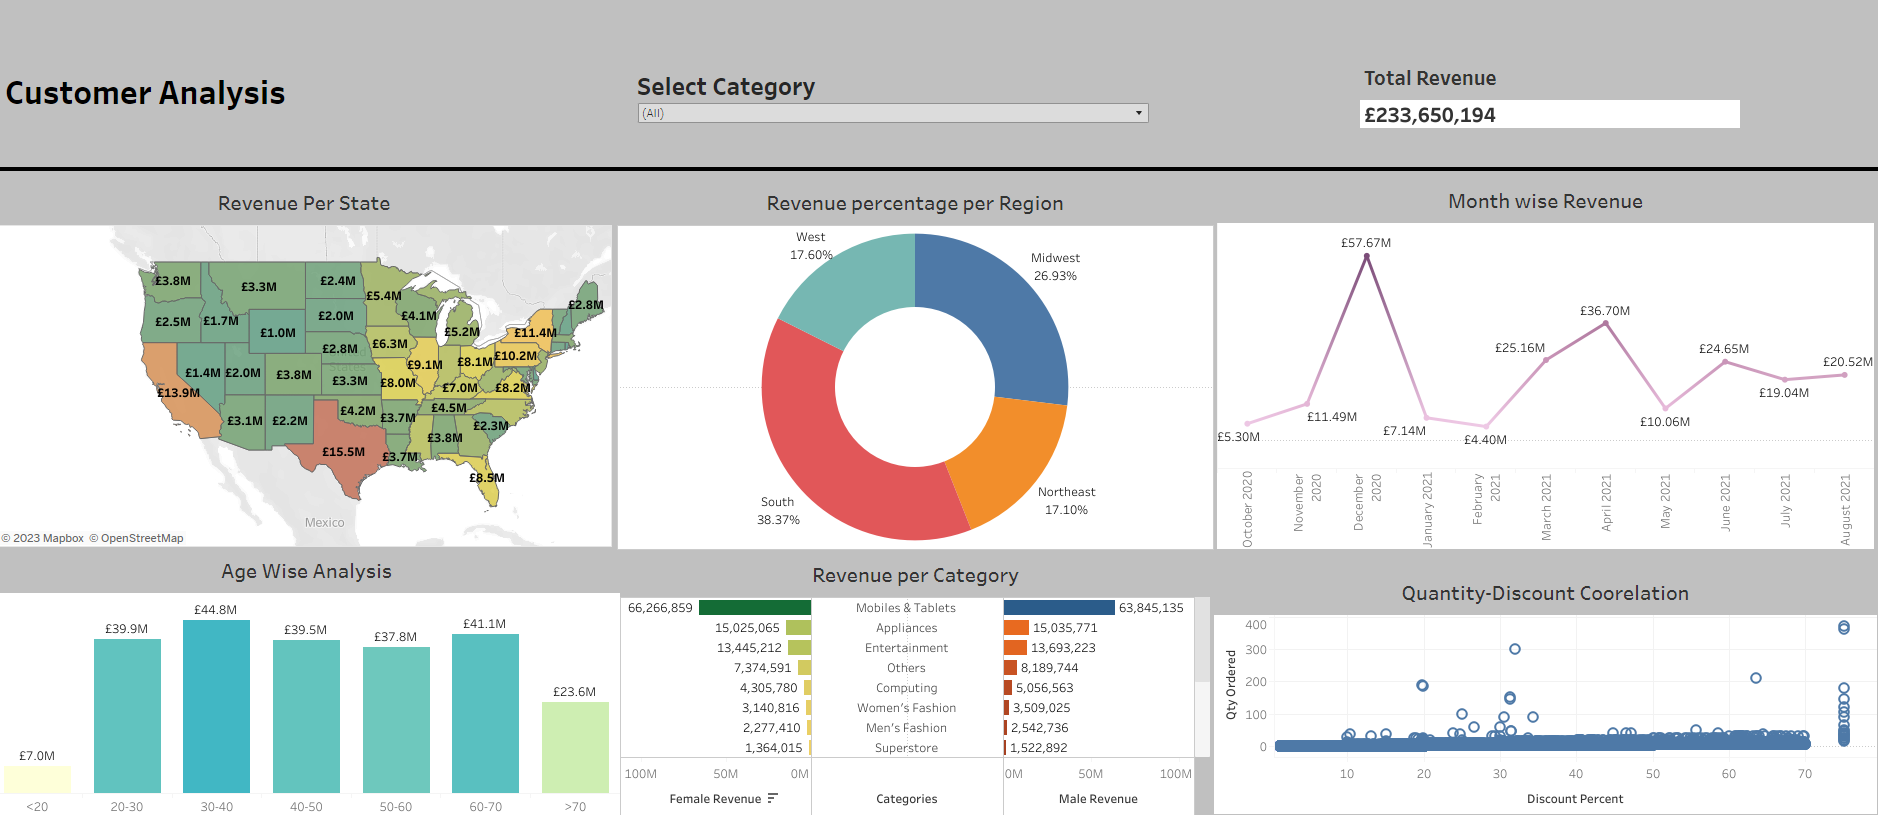 Customer Analysis
Select Category
(All)
Total Revenue
£233,650,194
Revenue Per State
£3.8M
£3.3M
£2.4M
£5.4M
£2.8M
£2.5M
£1.7M
£1.0M
£2.0M
£4.1M
£5.2M
£11.4M
£2.8M
£6.3M
£9.1M
£8.1M
£10.2M
£13.9M
£1.4M
£2.0M
£3.8M
£3.3M
£8.0M
£7.0M
£8.2M
£3.1M
£2.2M
£4.2M
£3.7M
£4.5M
£2.3M
£15.5M
£3.7M
£3.8M
£8.5M
Mexico
© 2023 Mapbox © OpenStreetMap
Revenue percentage per Region
West
17.60%
Midwest
26.93%
South
38.37%
Northeast
17.10%
Month wise Revenue
£57.67M
£36.70M
£25.16M
£24.65M
£20.52M
£19.04M
£11.49M
£10.06M
£7.14M
£5.30M
£4.40M
October 2020
November
2020
December
2020
January 2021
February
2021
March 2021
April 2021
May 2021
June 2021
July 2021
August 2021
Age Wise Analysis
£7.0M
£39.9M
£44.8M
£39.5M
£37.8M
£41.1M
£23.6M
<20
20-30
30-40
40-50
50-60
60-70
>70
Revenue per Category
66,266,859 Mobiles & Tablets 63,845,135
15,025,065 Appliances 15,035,771
13,445,212 Entertainment 13,693,223
7,374,591 Others 8,189,744
4,305,780 Computing 5,056,563
3,140,816 Women's Fashion 3,509,025
2,277,410 Men's Fashion 2,542,736
1,364,015 Superstore 1,522,892
100M 50M 0M 0M 50M 100M
Female Revenue Categories Male Revenue
Quantity-Discount Coorelation
Qty Ordered
400
300
200
100
0
10 20 30 40 50 60 70
Discount Percent